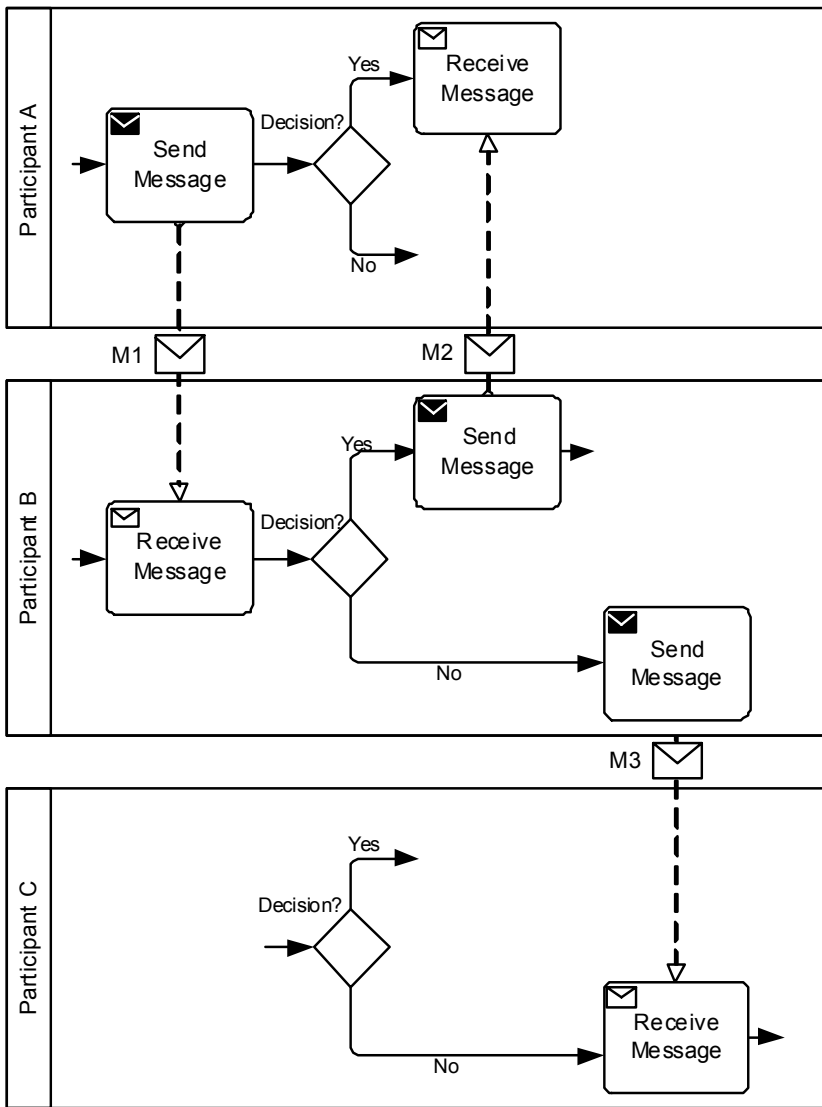 Participant A
Send
Message
Decision?
Yes
No
Receive
Message
M1
M2
Participant B
Receive
Message
Decision?
Yes
Send
Message
No
Send
Message
M3
Participant C
Decision?
Yes
No
Receive
Message